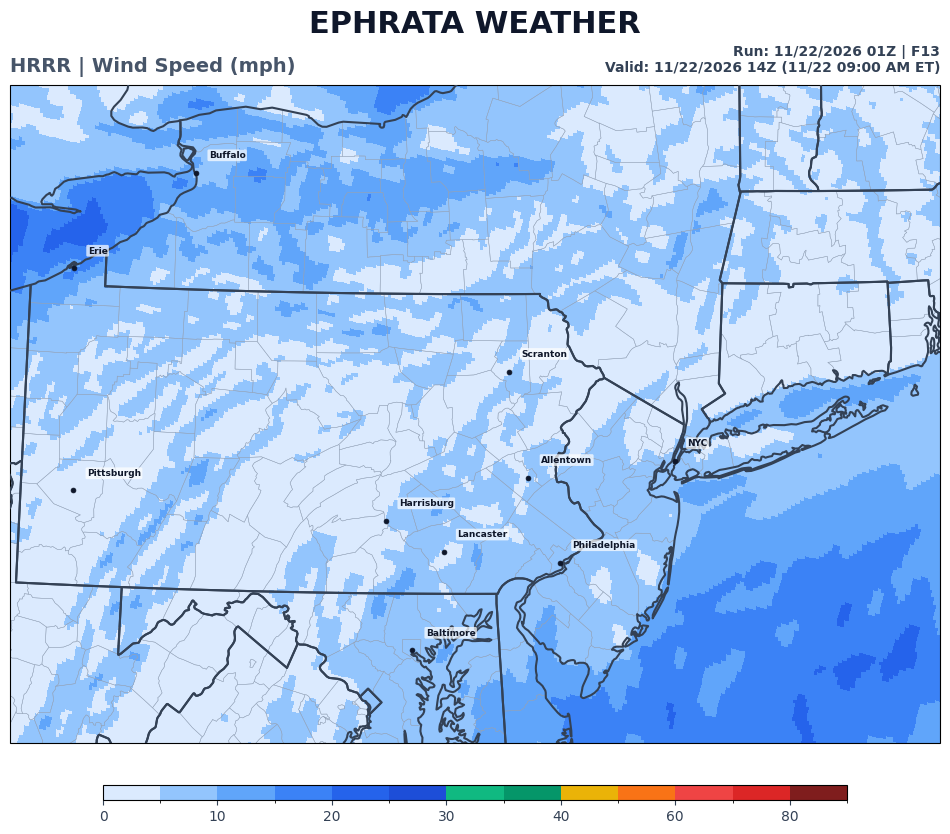 EPHRATA WEATHER
HRRR | Wind Speed (mph)
Run: 11/22/2026 01Z | F13
Valid: 11/22/2026 14Z (11/22 09:00 AM ET)
Buffalo
Erie
Scranton
NYC
Allentown
Pittsburgh
Harrisburg
Lancaster
Philadelphia
Baltimore
0 10 20 30 40 60 80